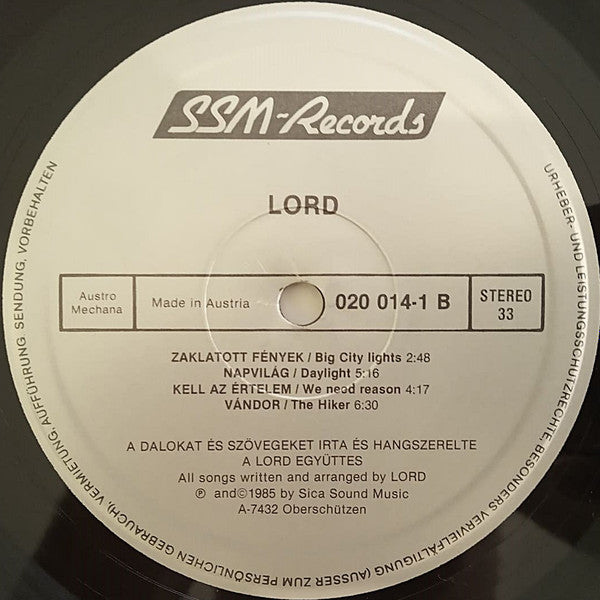 SSM-Records
LORD
Austro
Mechana
Made in Austria
020 014-1 B
STEREO
33
ZAKLATOTT FÉNYEK / Big City lights 2:48
NAPVILÁG / Daylight 5:16
KELL AZ ÉRTELEM / We need reason 4:17
VÁNDOR / The Hiker 6:30
A DALOKAT ÉS SZÖVEGEKET IRTA ÉS HANGSZERELTE
A LORD EGYÜTTES
All songs written and arranged by LORD
℗ and © 1985 by Sica Sound Music
A-7432 Oberschützen
URHEBER- UND LEISTUNGSSCHUTZRECHTE, BESONDERS VERVIELFÄLTIGUNG (AUSSER ZUM PERSÖNLICHEN GEBRAUCH), VERMIETUNG, AUFFÜHRUNG, SENDUNG, VORBEHALTEN